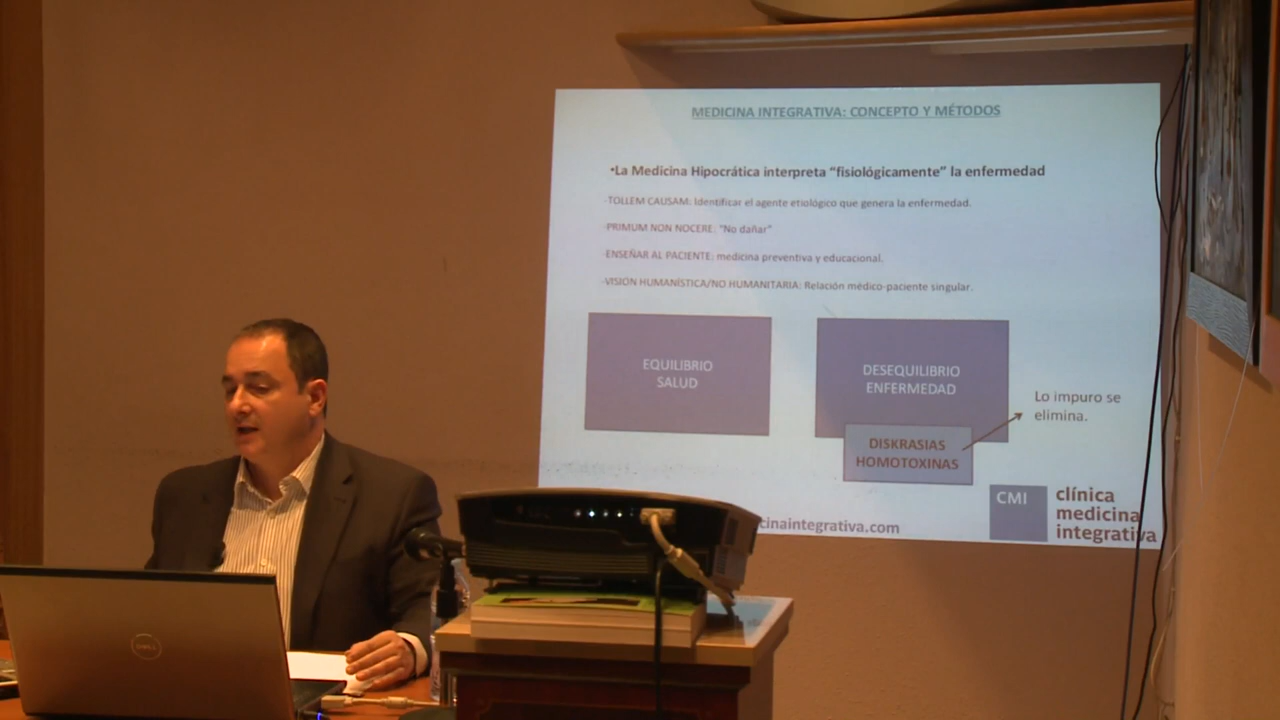 MEDICINA INTEGRATIVA: CONCEPTO Y MÉTODOS
•La Medicina Hipocrática interpreta “fisiológicamente” la enfermedad
-TOLLEM CAUSAM: Identificar el agente etiológico que genera la enfermedad.
-PRIMUM NON NOCERE: “No dañar”
-ENSEÑAR AL PACIENTE: medicina preventiva y educacional.
-VISIÓN HUMANÍSTICA/NO HUMANITARIA: Relación médico-paciente singular.
EQUILIBRIO
SALUD
DESEQUILIBRIO
ENFERMEDAD
Lo impuro se
elimina.
DISKRASIAS
HOMOTOXINAS
cinaintegrativa.com
CMI
clínica
medicina
integrativa
DELL